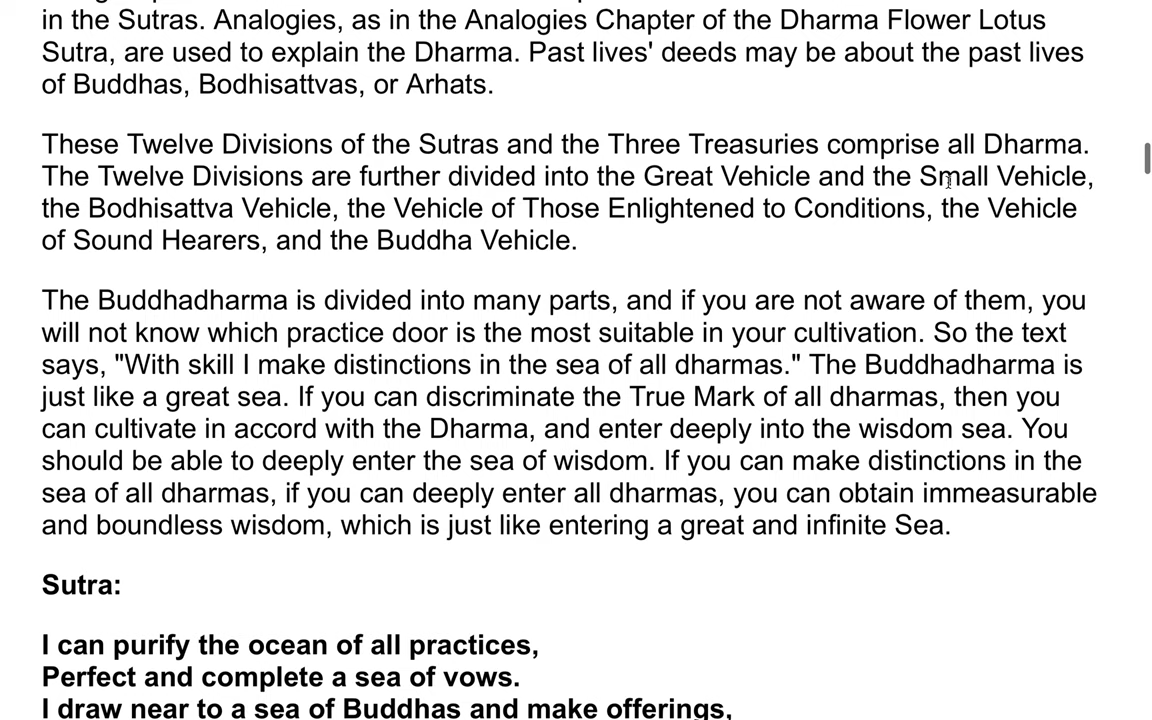 in the Sutras. Analogies, as in the Analogies Chapter of the Dharma Flower Lotus
Sutra, are used to explain the Dharma. Past lives' deeds may be about the past lives
of Buddhas, Bodhisattvas, or Arhats.
These Twelve Divisions of the Sutras and the Three Treasuries comprise all Dharma.
The Twelve Divisions are further divided into the Great Vehicle and the Small Vehicle,
the Bodhisattva Vehicle, the Vehicle of Those Enlightened to Conditions, the Vehicle
of Sound Hearers, and the Buddha Vehicle.
The Buddhadharma is divided into many parts, and if you are not aware of them, you
will not know which practice door is the most suitable in your cultivation. So the text
says, "With skill I make distinctions in the sea of all dharmas." The Buddhadharma is
just like a great sea. If you can discriminate the True Mark of all dharmas, then you
can cultivate in accord with the Dharma, and enter deeply into the wisdom sea. You
should be able to deeply enter the sea of wisdom. If you can make distinctions in the
sea of all dharmas, if you can deeply enter all dharmas, you can obtain immeasurable
and boundless wisdom, which is just like entering a great and infinite Sea.
Sutra:
I can purify the ocean of all practices,
Perfect and complete a sea of vows.
I draw near to a sea of Buddhas and make offerings,